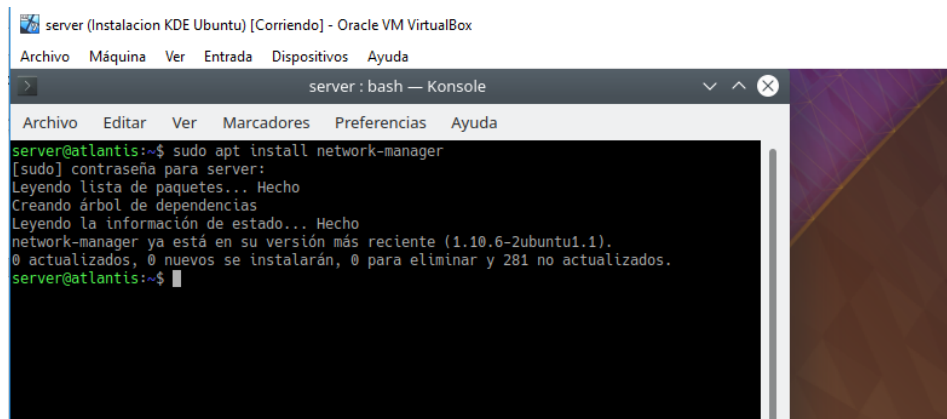 server (Instalacion KDE Ubuntu) [Corriendo] - Oracle VM VirtualBox
Archivo Máquina Ver Entrada Dispositivos Ayuda
server : bash — Konsole
Archivo Editar Ver Marcadores Preferencias Ayuda
server@atlantis:~$ sudo apt install network-manager
[sudo] contraseña para server:
Leyendo lista de paquetes... Hecho
Creando árbol de dependencias
Leyendo la información de estado... Hecho
network-manager ya está en su versión más reciente (1.10.6-2ubuntu1.1).
0 actualizados, 0 nuevos se instalarán, 0 para eliminar y 281 no actualizados.
server@atlantis:~$